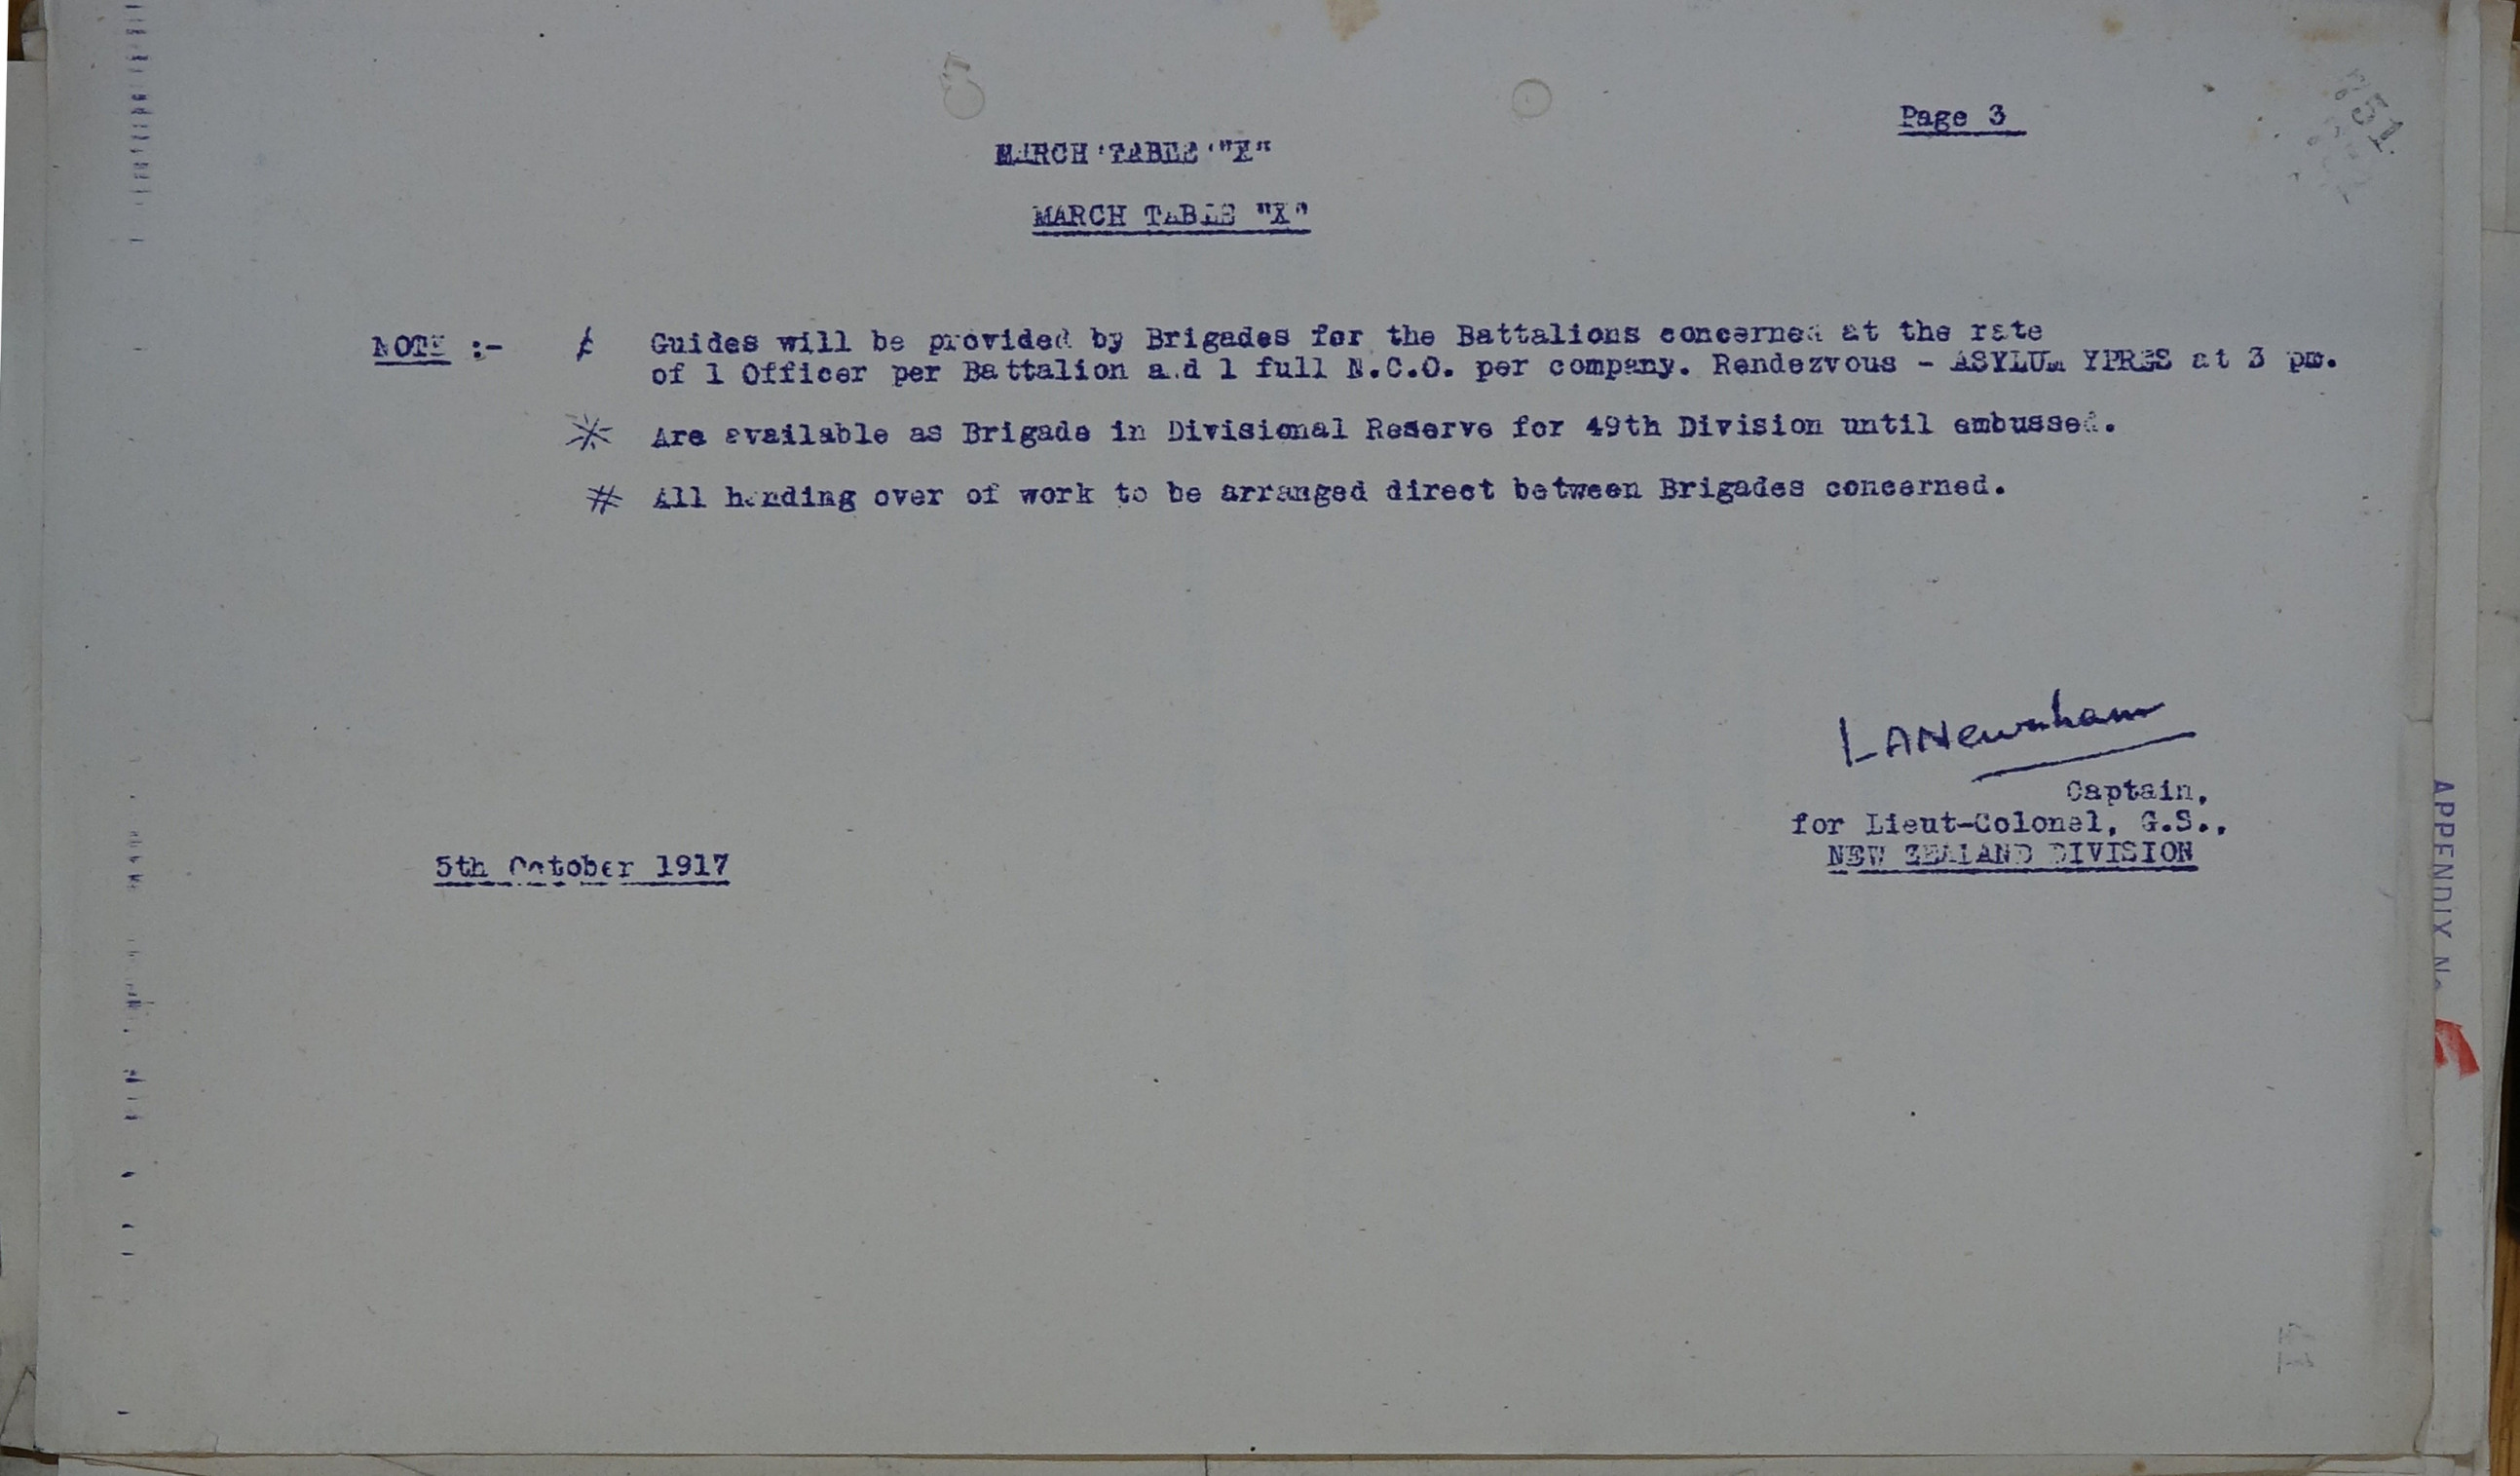 Page 3
MARCH TABLE "X"
MARCH TABLE "X"
NOTE :- ¢ Guides will be provided by Brigades for the Battalions concerned at the rate
of 1 Officer per Battalion and 1 full N.C.O. per company. Rendezvous - ASYLUM YPRES at 3 pm.
* Are available as Brigade in Divisional Reserve for 49th Division until embussed.
# All handing over of work to be arranged direct between Brigades concerned.
LANewnham
Captain,
for Lieut-Colonel, G.S.,
5th October 1917
NEW ZEALAND DIVISION
APPENDIX No